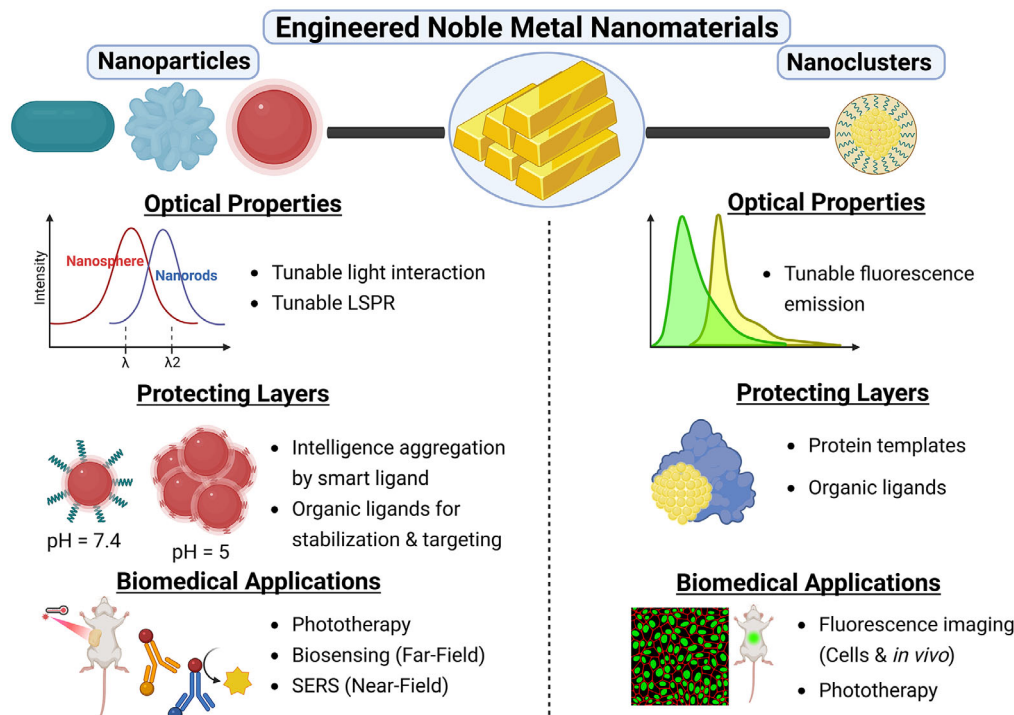 Engineered Noble Metal Nanomaterials
Nanoparticles
Nanoclusters
Optical Properties
Intensity
Nanosphere
Nanorods
λ
λ2
• Tunable light interaction
• Tunable LSPR
Protecting Layers
pH = 7.4
pH = 5
• Intelligence aggregation
by smart ligand
• Organic ligands for
stabilization & targeting
Biomedical Applications
• Phototherapy
• Biosensing (Far-Field)
• SERS (Near-Field)
Optical Properties
• Tunable fluorescence
emission
Protecting Layers
• Protein templates
• Organic ligands
Biomedical Applications
• Fluorescence imaging
(Cells & in vivo)
• Phototherapy